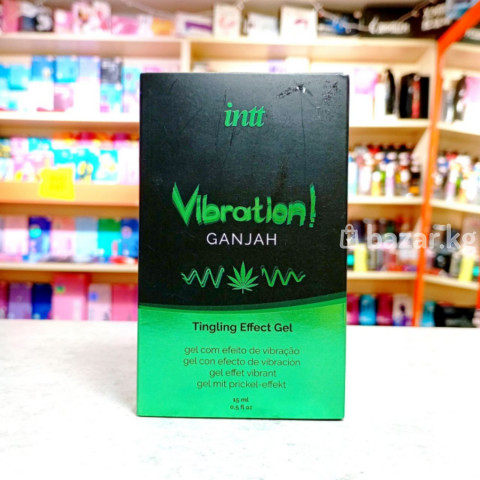 intt
Vibration!
GANJAH
bazar.kg
Tingling Effect Gel
gel com efeito de vibração
gel con efecto de vibración
gel effet vibrant
gel mit prickel-effekt
15 ml
0.5 fl oz